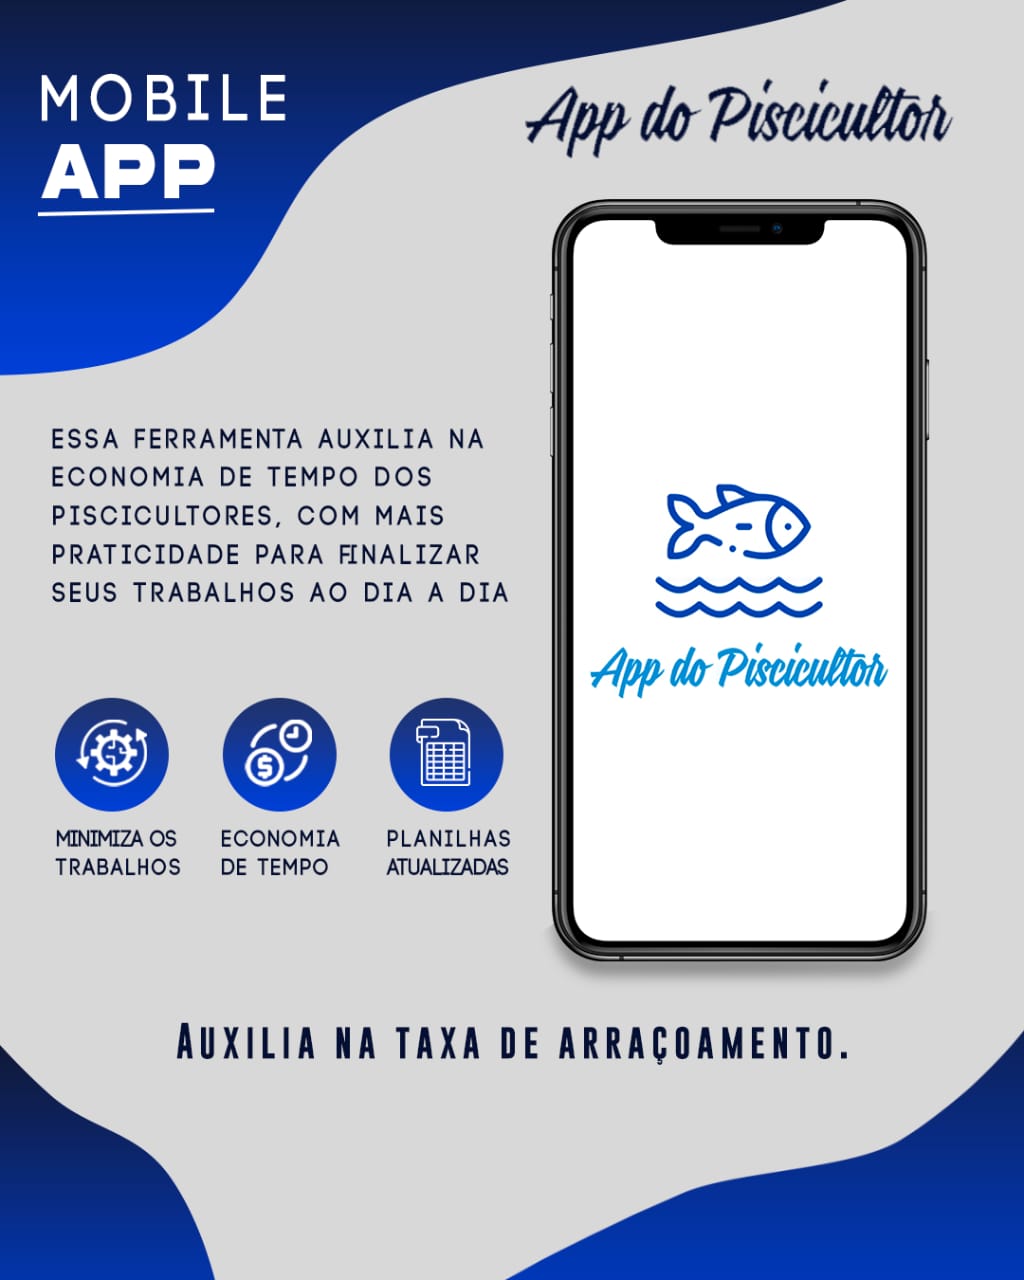 MOBILE
APP
App do Piscicultor
ESSA FERRAMENTA AUXILIA NA
ECONOMIA DE TEMPO DOS
PISCICULTORES, COM MAIS
PRATICIDADE PARA FINALIZAR
SEUS TRABALHOS AO DIA A DIA
App do Piscicultor
$
MINIMIZA OS
TRABALHOS
ECONOMIA
DE TEMPO
PLANILHAS
ATUALIZADAS
AUXILIA NA TAXA DE ARRAÇOAMENTO.